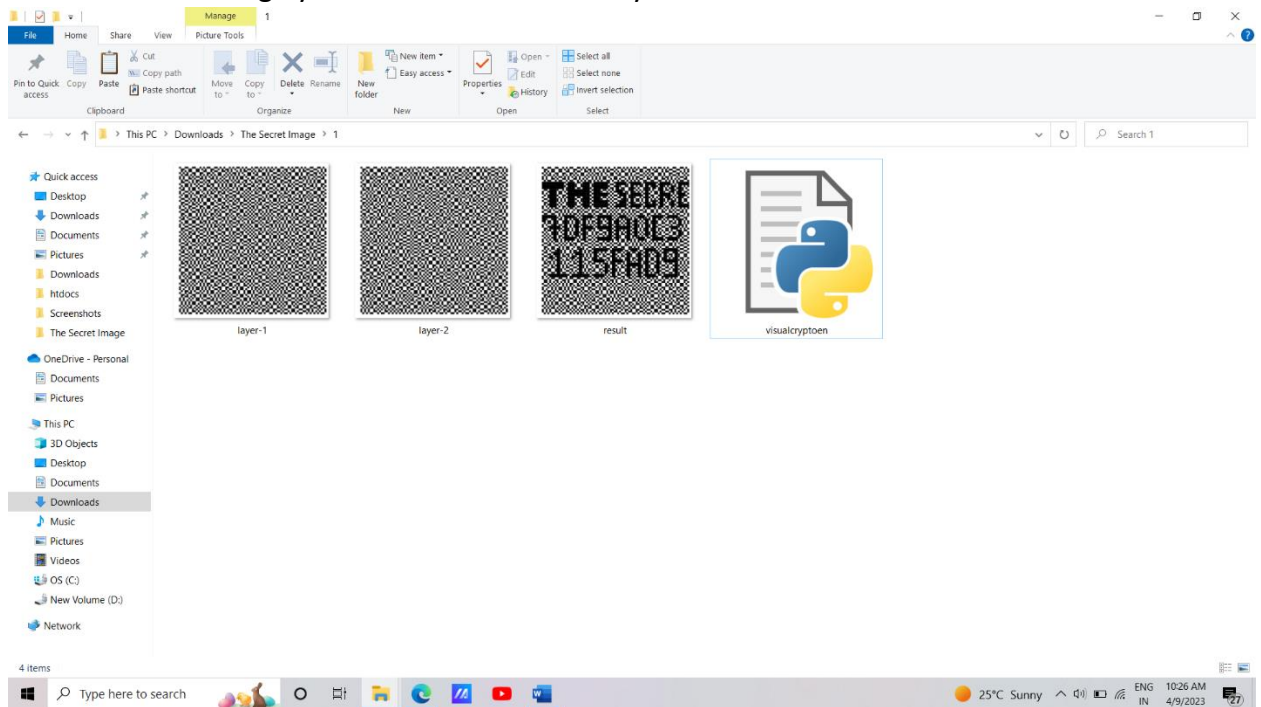 Manage 1
File Home Share View Picture Tools
Pin to Quick access Copy Paste Cut Copy path Paste shortcut
Clipboard
Move to Copy to Delete Rename
Organize
New folder New item Easy access
New
Properties Open Edit History
Open
Select all Select none Invert selection
Select
This PC > Downloads > The Secret Image > 1
Search 1
Quick access
Desktop
Downloads
Documents
Pictures
Downloads
htdocs
Screenshots
The Secret Image
OneDrive - Personal
Documents
Pictures
This PC
3D Objects
Desktop
Documents
Downloads
Music
Pictures
Videos
OS (C:)
New Volume (D:)
Network
THE SECRE
115FAD9
layer-1 layer-2 result visualcryptoen
4 items
Type here to search
25°C Sunny ENG 10:26 AM
IN 4/9/2023 27